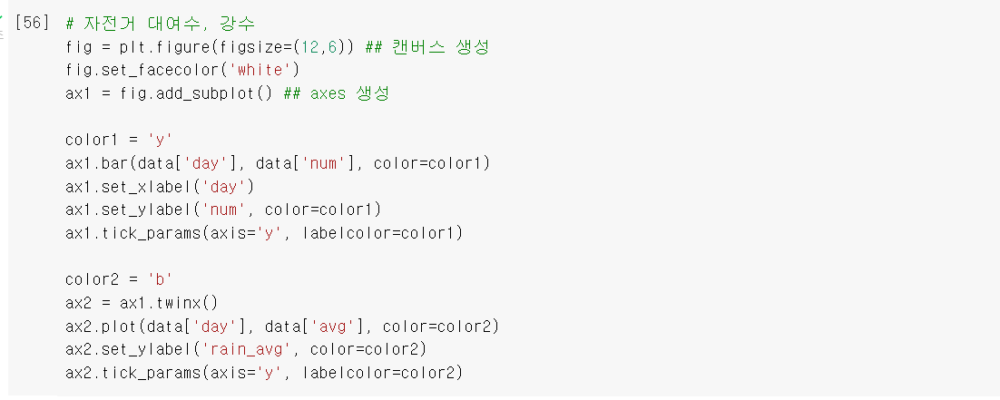 [56] # 자전거 대여수, 강수
fig = plt.figure(figsize=(12,6)) ## 캔버스 생성
fig.set_facecolor('white')
ax1 = fig.add_subplot() ## axes 생성
color1 = 'y'
ax1.bar(data['day'], data['num'], color=color1)
ax1.set_xlabel('day')
ax1.set_ylabel('num', color=color1)
ax1.tick_params(axis='y', labelcolor=color1)
color2 = 'b'
ax2 = ax1.twinx()
ax2.plot(data['day'], data['avg'], color=color2)
ax2.set_ylabel('rain_avg', color=color2)
ax2.tick_params(axis='y', labelcolor=color2)